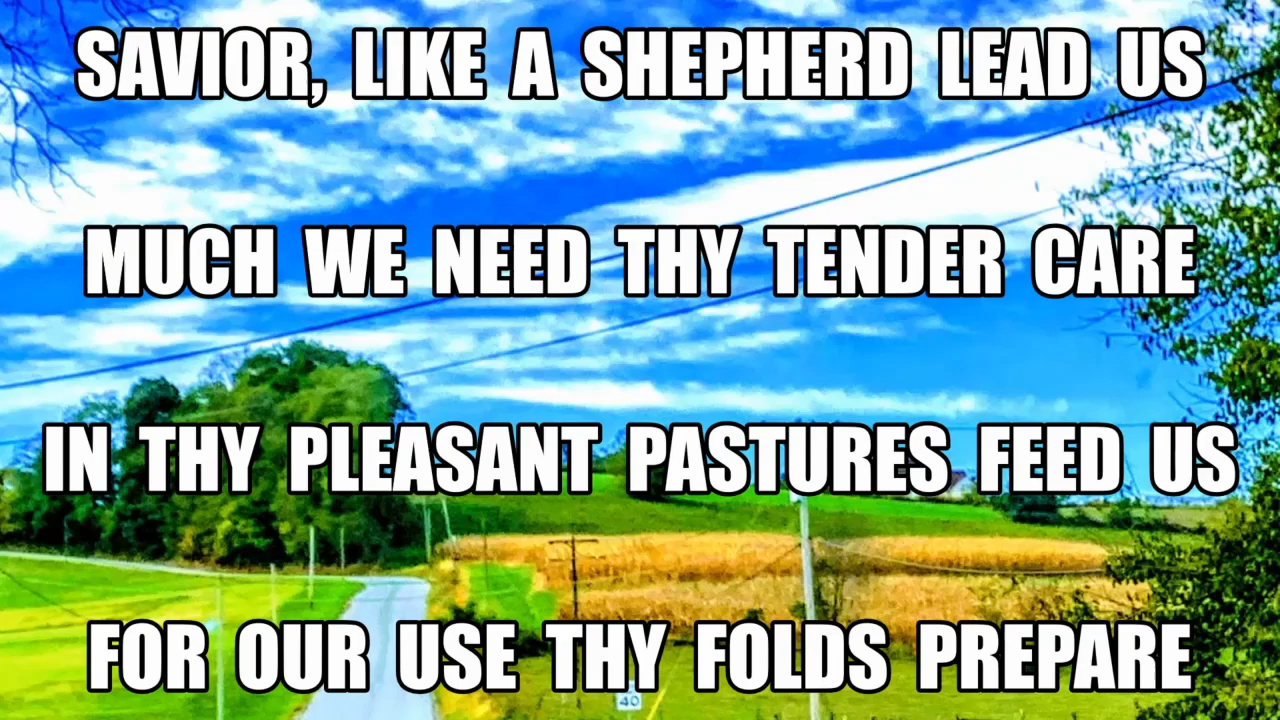 SAVIOR, LIKE A SHEPHERD LEAD US
MUCH WE NEED THY TENDER CARE
IN THY PLEASANT PASTURES FEED US
FOR OUR USE THY FOLDS PREPARE
40